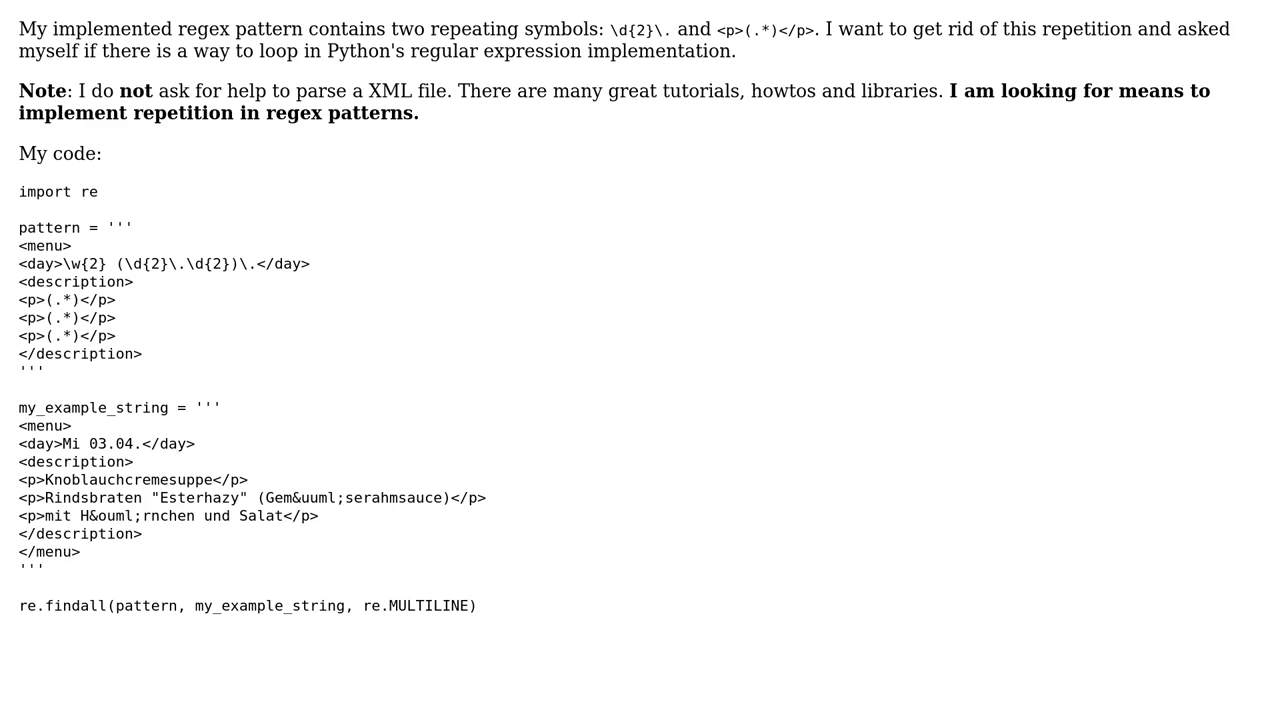 My implemented regex pattern contains two repeating symbols: \d{2}\. and <p>(.*)</p>. I want to get rid of this repetition and asked
myself if there is a way to loop in Python's regular expression implementation.
Note: I do not ask for help to parse a XML file. There are many great tutorials, howtos and libraries. I am looking for means to
implement repetition in regex patterns.
My code:
import re
pattern = '''
<menu>
<day>\w{2} (\d{2}\.\d{2})\.</day>
<description>
<p>(.*)</p>
<p>(.*)</p>
<p>(.*)</p>
</description>
'''
my_example_string = '''
<menu>
<day>Mi 03.04.</day>
<description>
<p>Knoblauchcremesuppe</p>
<p>Rindsbraten "Esterhazy" (Gem&uuml;serahmsauce)</p>
<p>mit H&ouml;rnchen und Salat</p>
</description>
</menu>
'''
re.findall(pattern, my_example_string, re.MULTILINE)